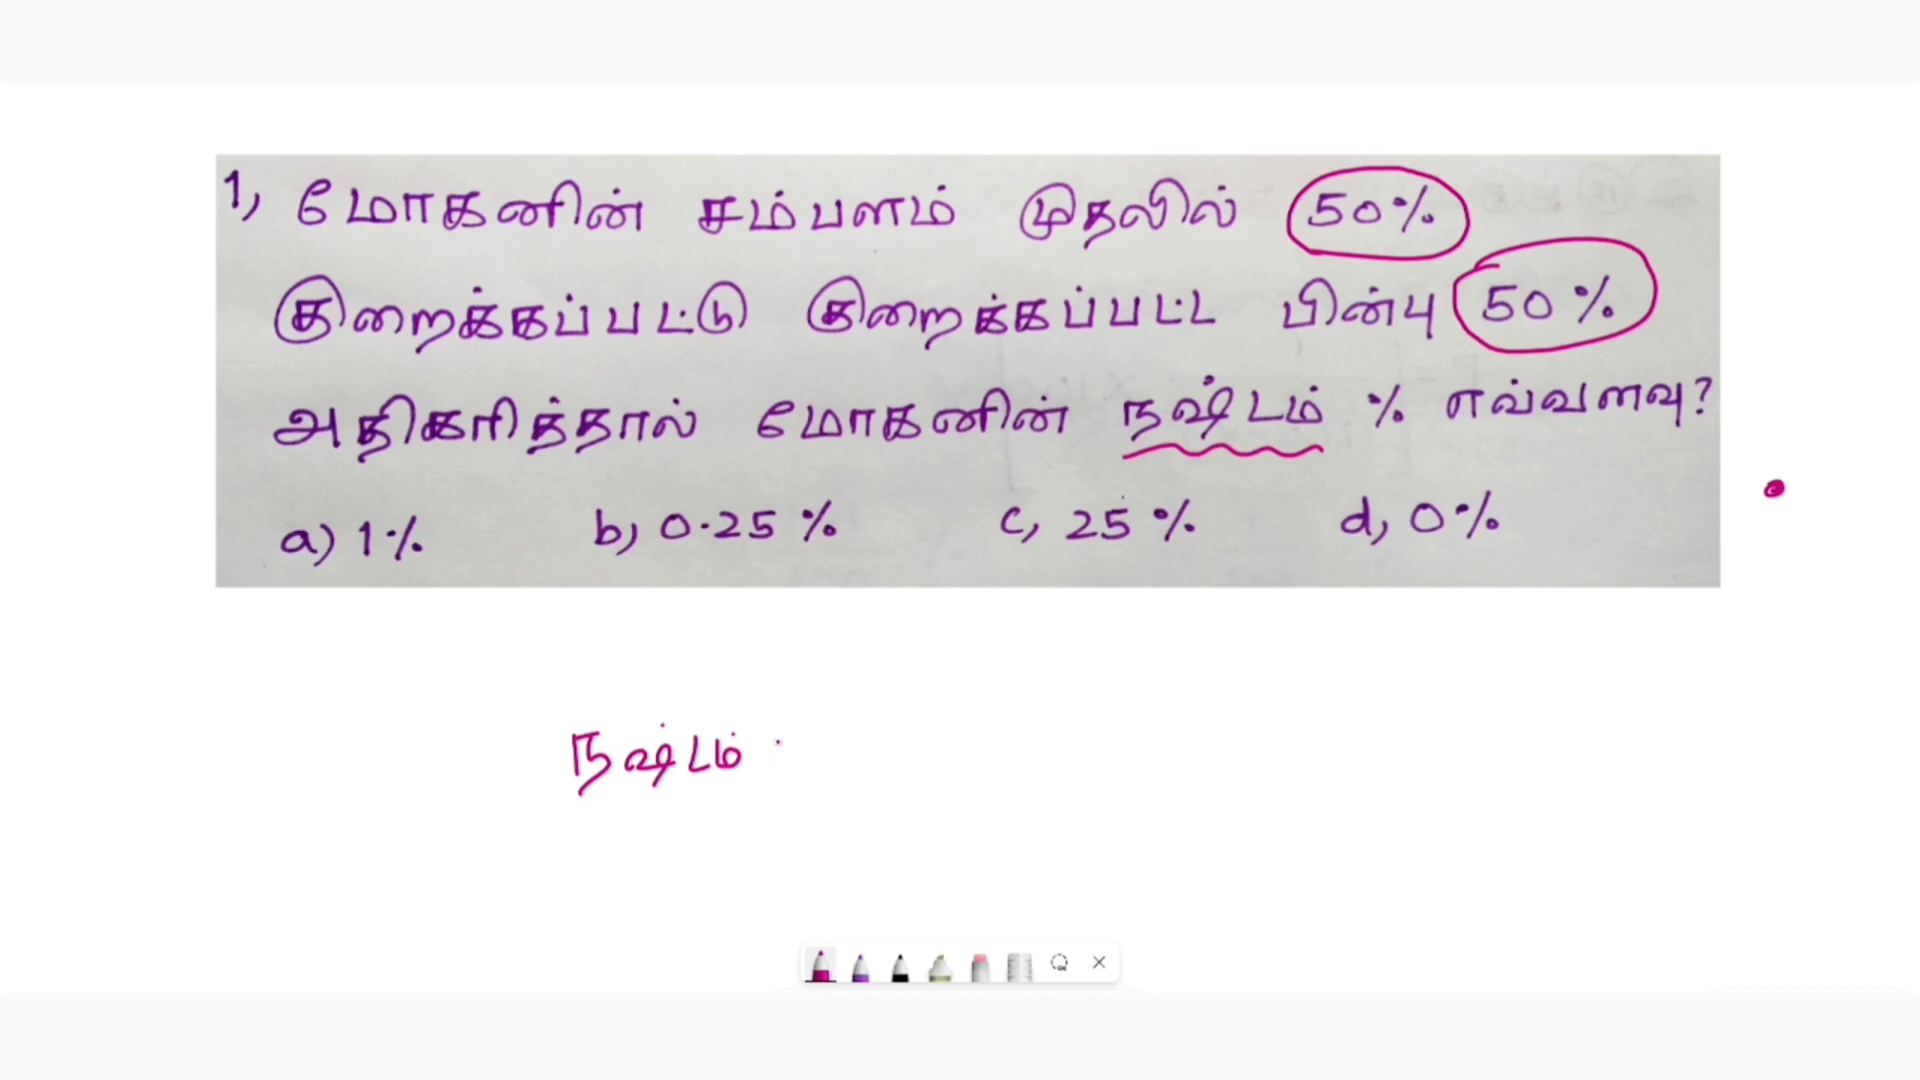 1, மோகனின் சம்பளம் முதலில் 50%
குறைக்கப்பட்டு குறைக்கப்பட்ட பின்பு 50%
அதிகரித்தால் மோகனின் நஷ்டம் % எவ்வளவு?
a) 1% b) 0.25% c, 25% d, 0%
நஷ்டம்